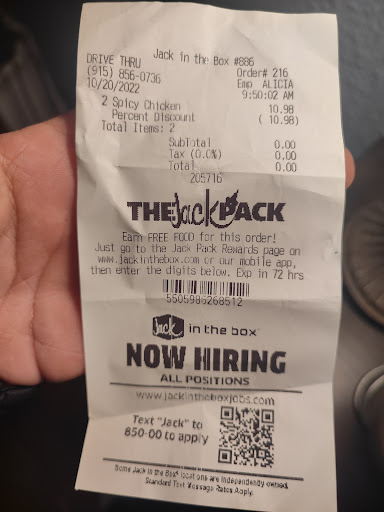 Jack in the Box #886
DRIVE THRU Order# 216
(915) 856-0736 Emp ALICIA
10/20/2022 9:50:02 AM
2 Spicy Chicken 10.98
Percent Discount ( 10.98)
Total Items: 2
SubTotal 0.00
Tax (0.0%) 0.00
Total 0.00
205716
THE Jack PACK
Earn FREE FOOD for this order!
Just go to the Jack Pack Rewards page on
www.jackinthebox.com or our mobile app,
then enter the digits below. Exp in 72 hrs
5505985268512
Jack in the box
NOW HIRING
ALL POSITIONS
www.jackintheboxjobs.com
Text "Jack" to
850-00 to apply
Some Jack in the Box® locations are independently owned.
Standard Text Message Rates Apply.